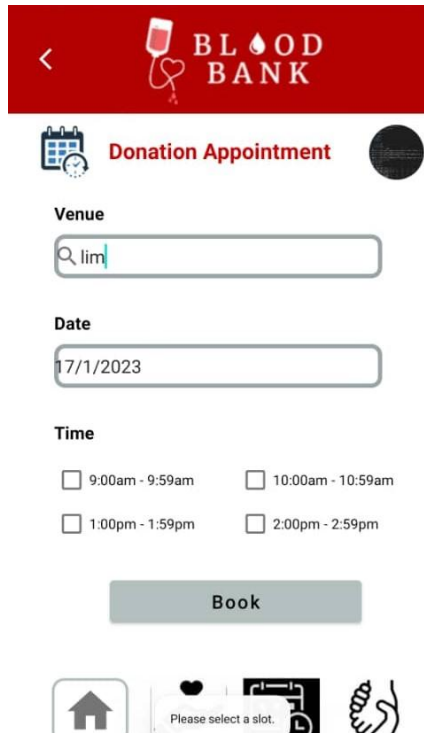 BLOOD
BANK
Donation Appointment
Venue
lim
Date
17/1/2023
Time
9:00am - 9:59am
10:00am - 10:59am
1:00pm - 1:59pm
2:00pm - 2:59pm
Book
Please select a slot.